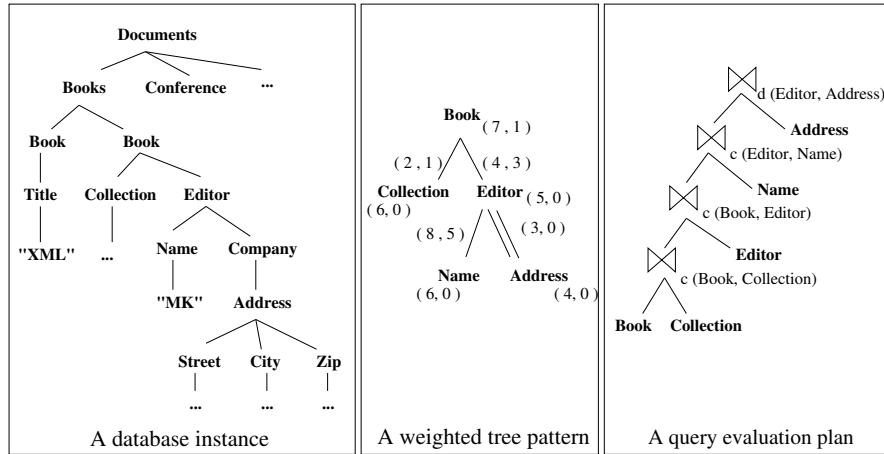 Documents
Books Conference ...
Book Book
Title Collection Editor
"XML" ... Name Company
"MK" Address
Street City Zip
... ... ...
A database instance
Book ( 7 , 1 )
( 2 , 1 ) ( 4 , 3 )
Collection Editor ( 5, 0 )
( 6, 0 )
( 8 , 5 ) ( 3, 0 )
Name Address
( 6, 0 ) ( 4, 0 )
A weighted tree pattern
d (Editor, Address)
Address
c (Editor, Name)
Name
c (Book, Editor)
Editor
c (Book, Collection)
Book Collection
A query evaluation plan